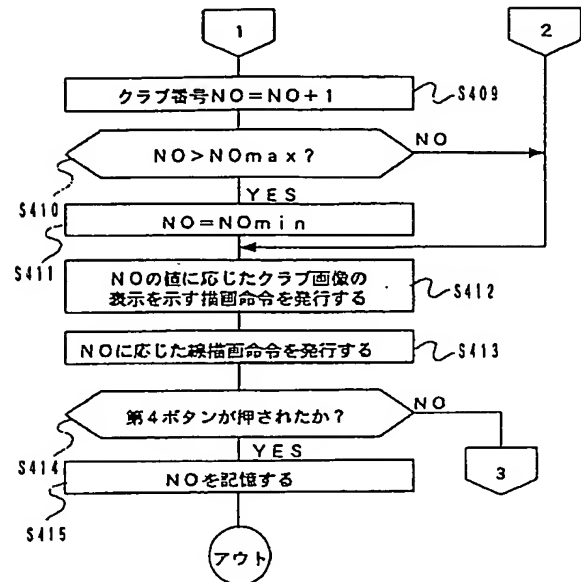 1
2
クラブ番号NO=NO+1
S409
NO>NOmax?
NO
S410
YES
NO=NOmin
S411
NOの値に応じたクラブ画像の
表示を示す描画命令を発行する
S412
NOに応じた線描画命令を発行する
S413
第4ボタンが押されたか?
NO
S414
YES
3
NOを記憶する
S415
アウト